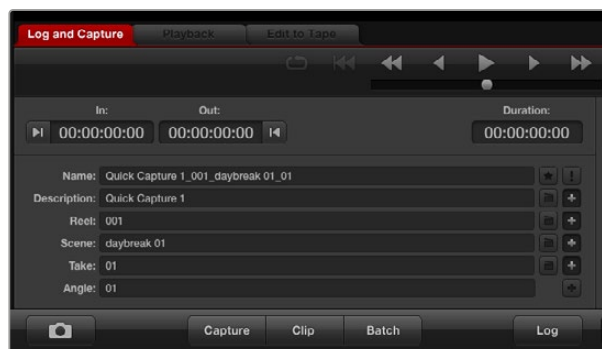 Log and Capture Playback Edit to Tape
In: Out: Duration:
00:00:00:00 00:00:00:00 00:00:00:00
Name: Quick Capture 1_001_daybreak 01_01
Description: Quick Capture 1
Reel: 001
Scene: daybreak 01
Take: 01
Angle: 01
Capture Clip Batch Log